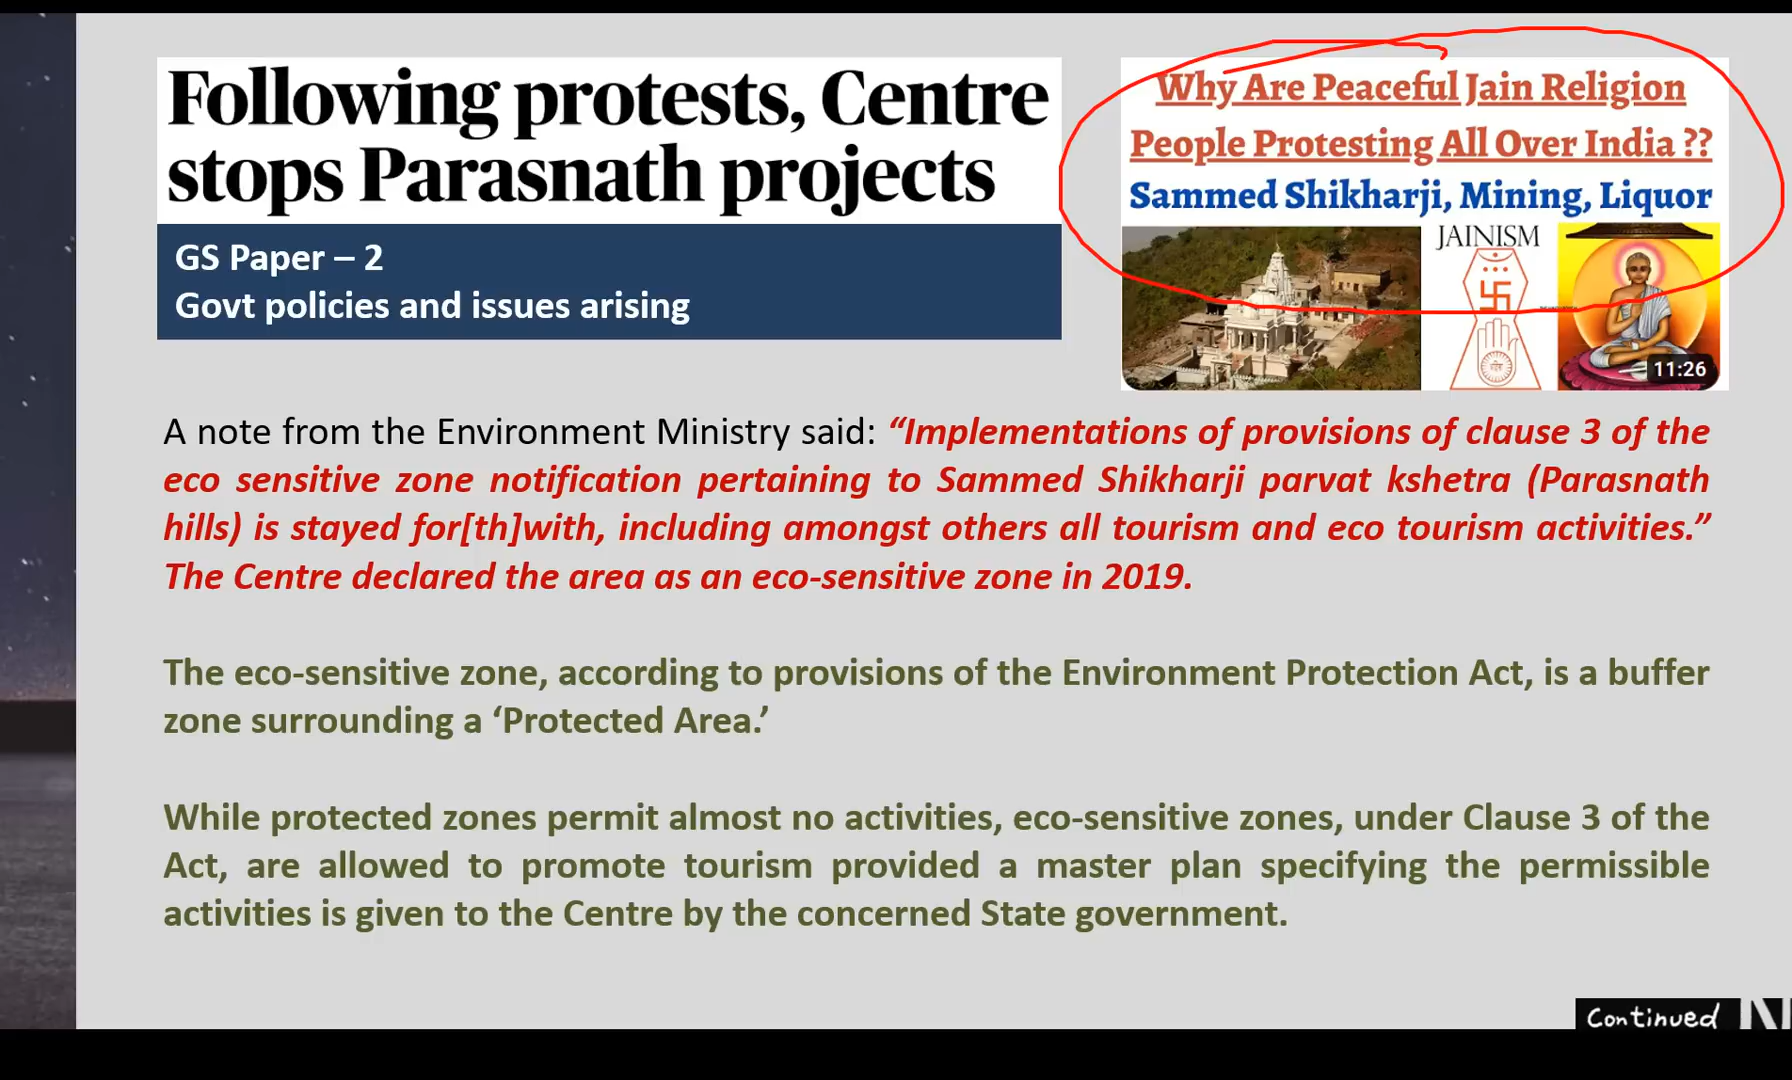 Following protests, Centre
stops Parasnath projects
GS Paper – 2
Govt policies and issues arising
Why Are Peaceful Jain Religion
People Protesting All Over India ??
Sammed Shikharji, Mining, Liquor
JAINISM
11:26
A note from the Environment Ministry said: “Implementations of provisions of clause 3 of the
eco sensitive zone notification pertaining to Sammed Shikharji parvat kshetra (Parasnath
hills) is stayed for[th]with, including amongst others all tourism and eco tourism activities.”
The Centre declared the area as an eco-sensitive zone in 2019.
The eco-sensitive zone, according to provisions of the Environment Protection Act, is a buffer
zone surrounding a ‘Protected Area.’
While protected zones permit almost no activities, eco-sensitive zones, under Clause 3 of the
Act, are allowed to promote tourism provided a master plan specifying the permissible
activities is given to the Centre by the concerned State government.
Continued